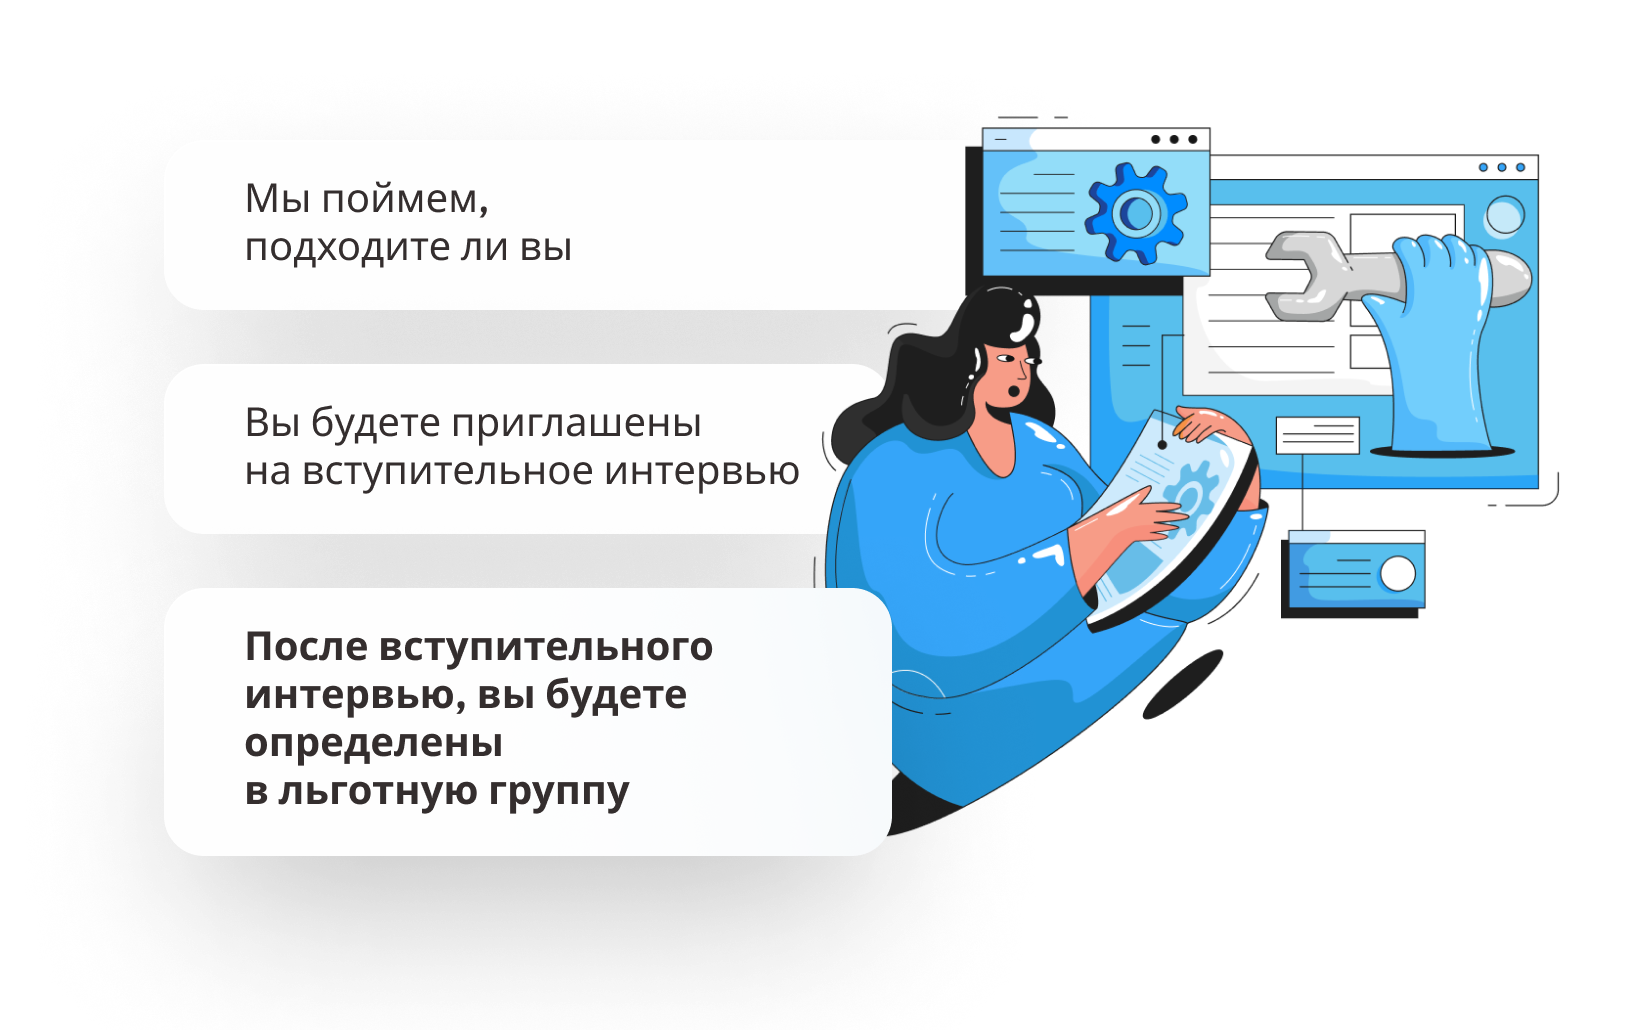 Мы поймем,
подходите ли вы
Вы будете приглашены
на вступительное интервью
После вступительного
интервью, вы будете
определены
в льготную группу